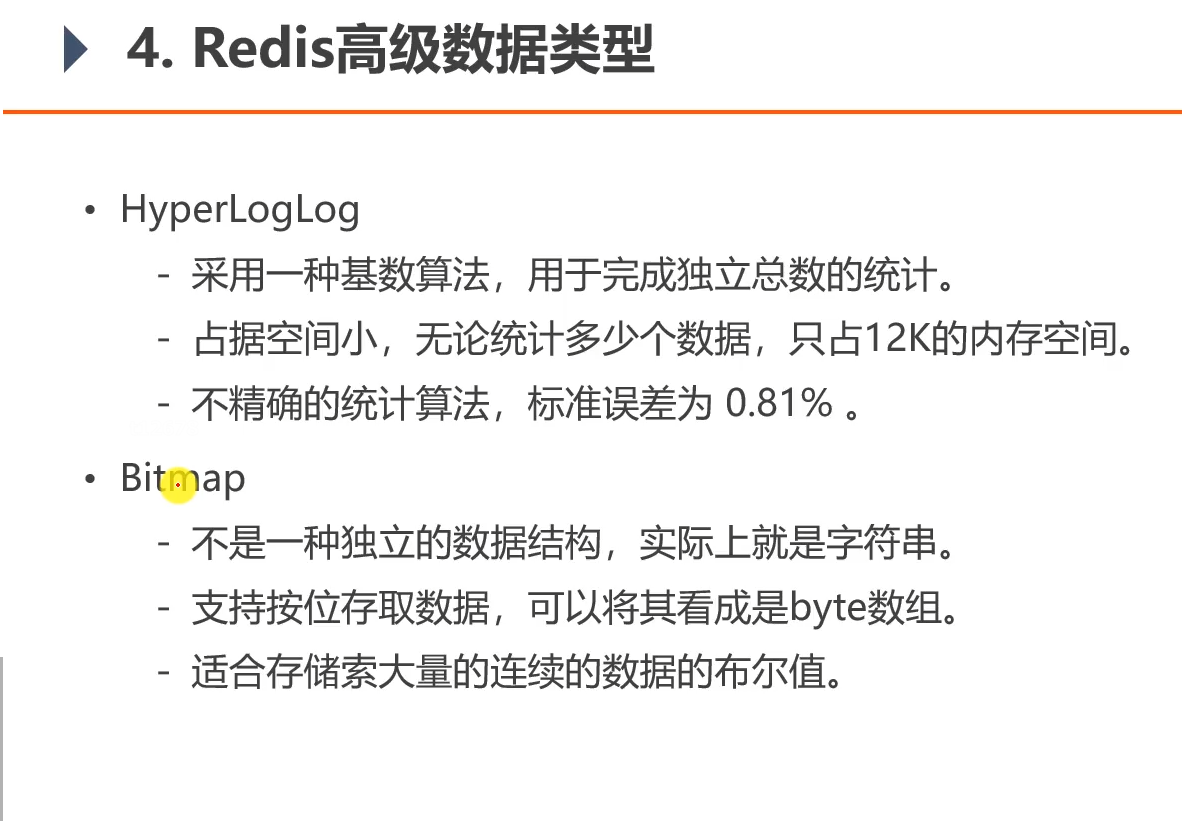 4. Redis高级数据类型
• HyperLogLog
- 采用一种基数算法，用于完成独立总数的统计。
- 占据空间小，无论统计多少个数据，只占12K的内存空间。
- 不精确的统计算法，标准误差为 0.81% 。
• Bitmap
- 不是一种独立的数据结构，实际上就是字符串。
- 支持按位存取数据，可以将其看成是byte数组。
- 适合存储索大量的连续的数据的布尔值。